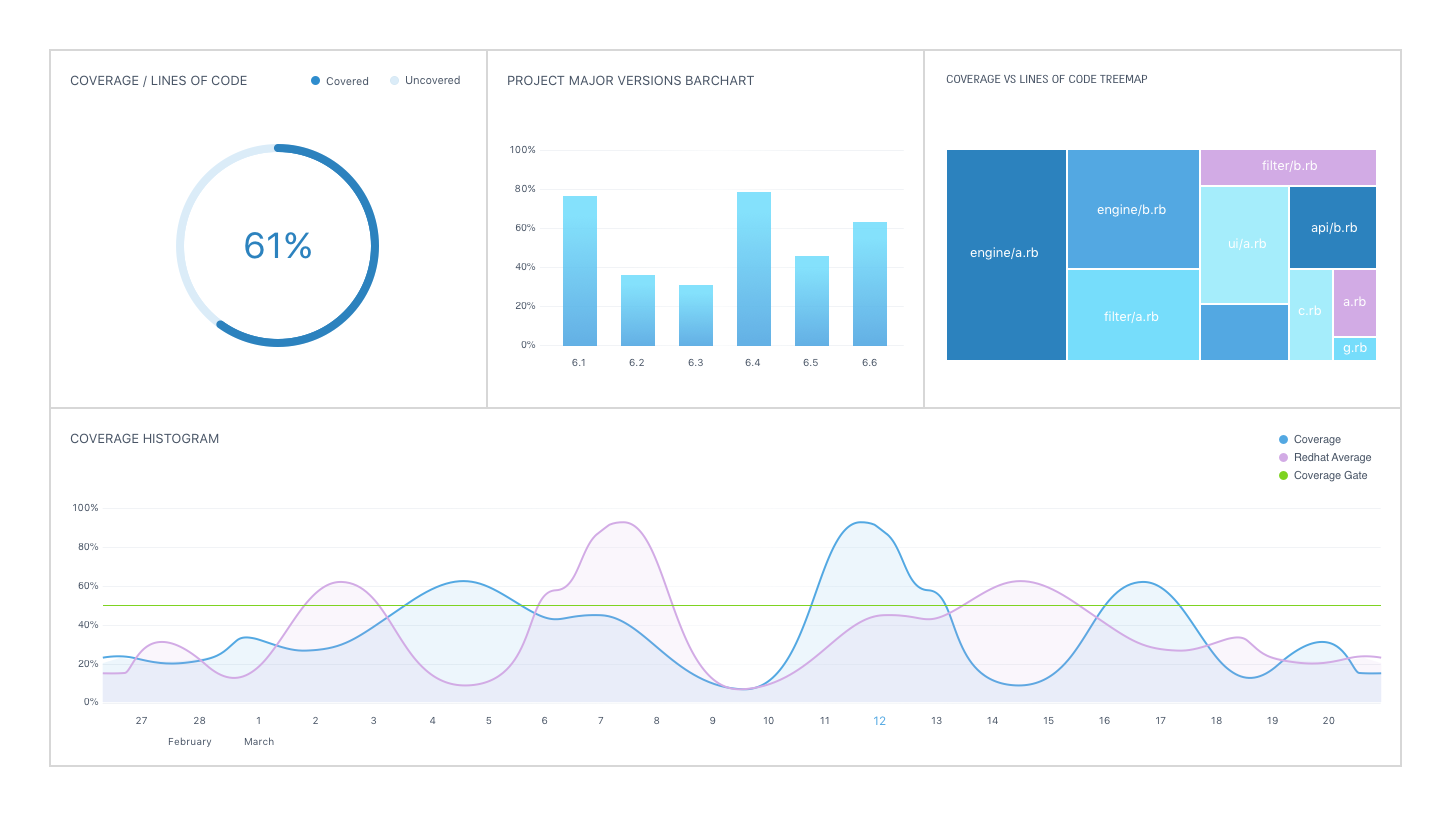 COVERAGE / LINES OF CODE
Covered
Uncovered
61%
PROJECT MAJOR VERSIONS BARCHART
100%
80%
60%
40%
20%
0%
6.1 6.2 6.3 6.4 6.5 6.6
COVERAGE VS LINES OF CODE TREEMAP
engine/a.rb
engine/b.rb
filter/a.rb
filter/b.rb
ui/a.rb
api/b.rb
c.rb
a.rb
g.rb
COVERAGE HISTOGRAM
Coverage
Redhat Average
Coverage Gate
100%
80%
60%
40%
20%
0%
27 28 1 2 3 4 5 6 7 8 9 10 11 12 13 14 15 16 17 18 19 20
February March